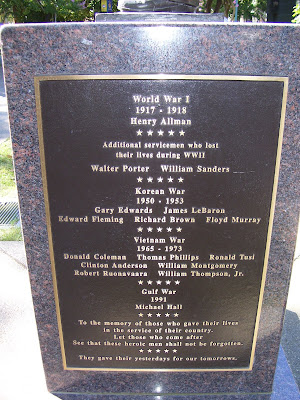 World War I
1917 - 1918
Henry Allman
★ ★ ★ ★ ★
Additional servicemen who lost
their lives during WWII
Walter Porter William Sanders
★ ★ ★ ★ ★
Korean War
1950 - 1953
Gary Edwards James LeBaron
Edward Fleming Richard Brown Floyd Murray
★ ★ ★ ★ ★
Vietnam War
1965 - 1973
Donald Coleman Thomas Phillips Ronald Tusi
Clinton Anderson William Montgomery
Robert Ruonavaara William Thompson, Jr.
★ ★ ★ ★ ★
Gulf War
1991
Michael Hall
★ ★ ★ ★ ★
To the memory of those who gave their lives
in the service of their country.
Let those who come after
See that these heroic men shall not be forgotten.
★ ★ ★ ★ ★
They gave their yesterdays for our tomorrows.